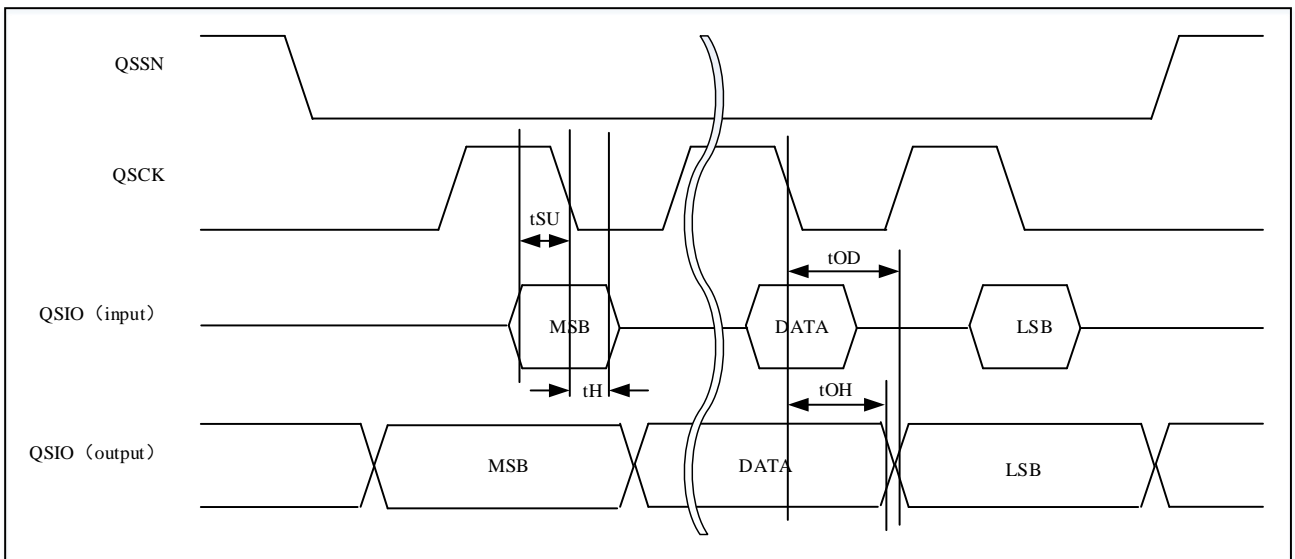 QSSN
QSCK
tSU
tOD
QSIO（input）
MSB
DATA
LSB
tH
tOH
QSIO（output）
MSB
DATA
LSB